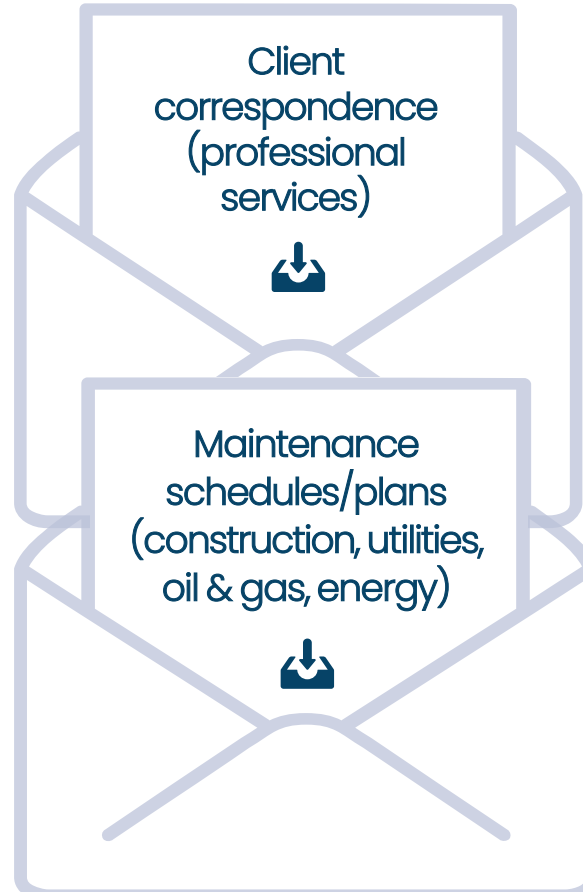 Client
correspondence
(professional
services)
Maintenance
schedules/plans
(construction, utilities,
oil & gas, energy)